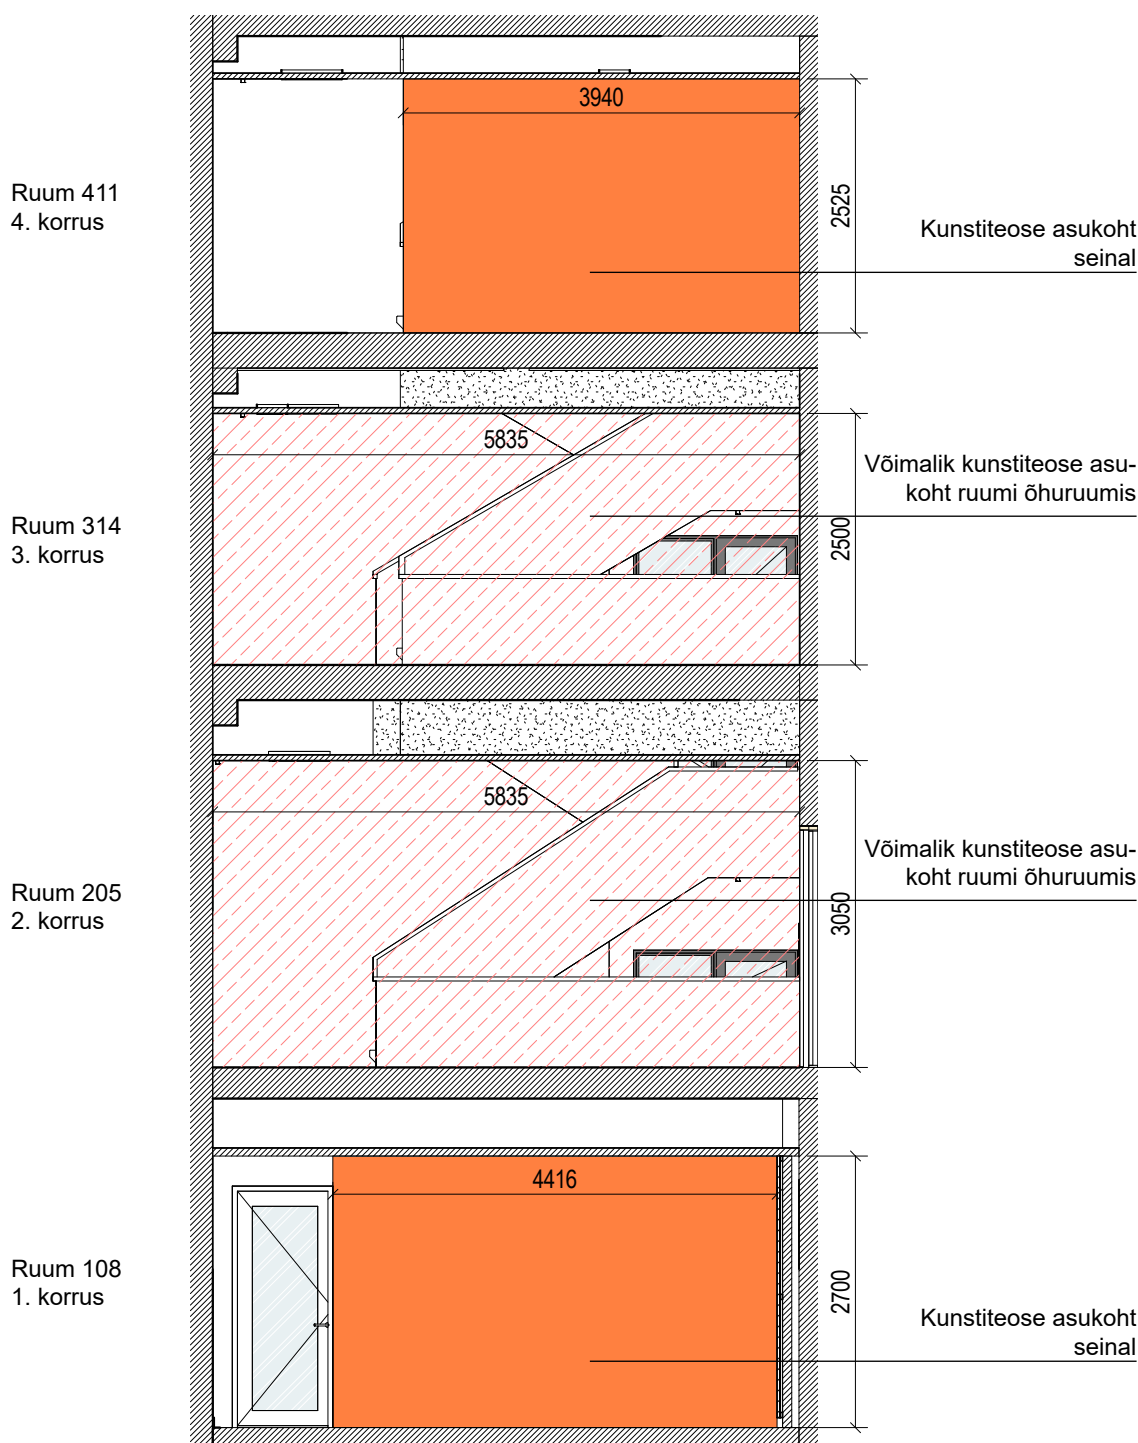 3940
Ruum 411
4. korrus
2525
Kunstiteose asukoht
seinal
5835
Võimalik kunstiteose asu-
koht ruumi õhuruumis
Ruum 314
3. korrus
2500
5835
Võimalik kunstiteose asu-
koht ruumi õhuruumis
Ruum 205
2. korrus
3050
4416
Ruum 108
1. korrus
2700
Kunstiteose asukoht
seinal